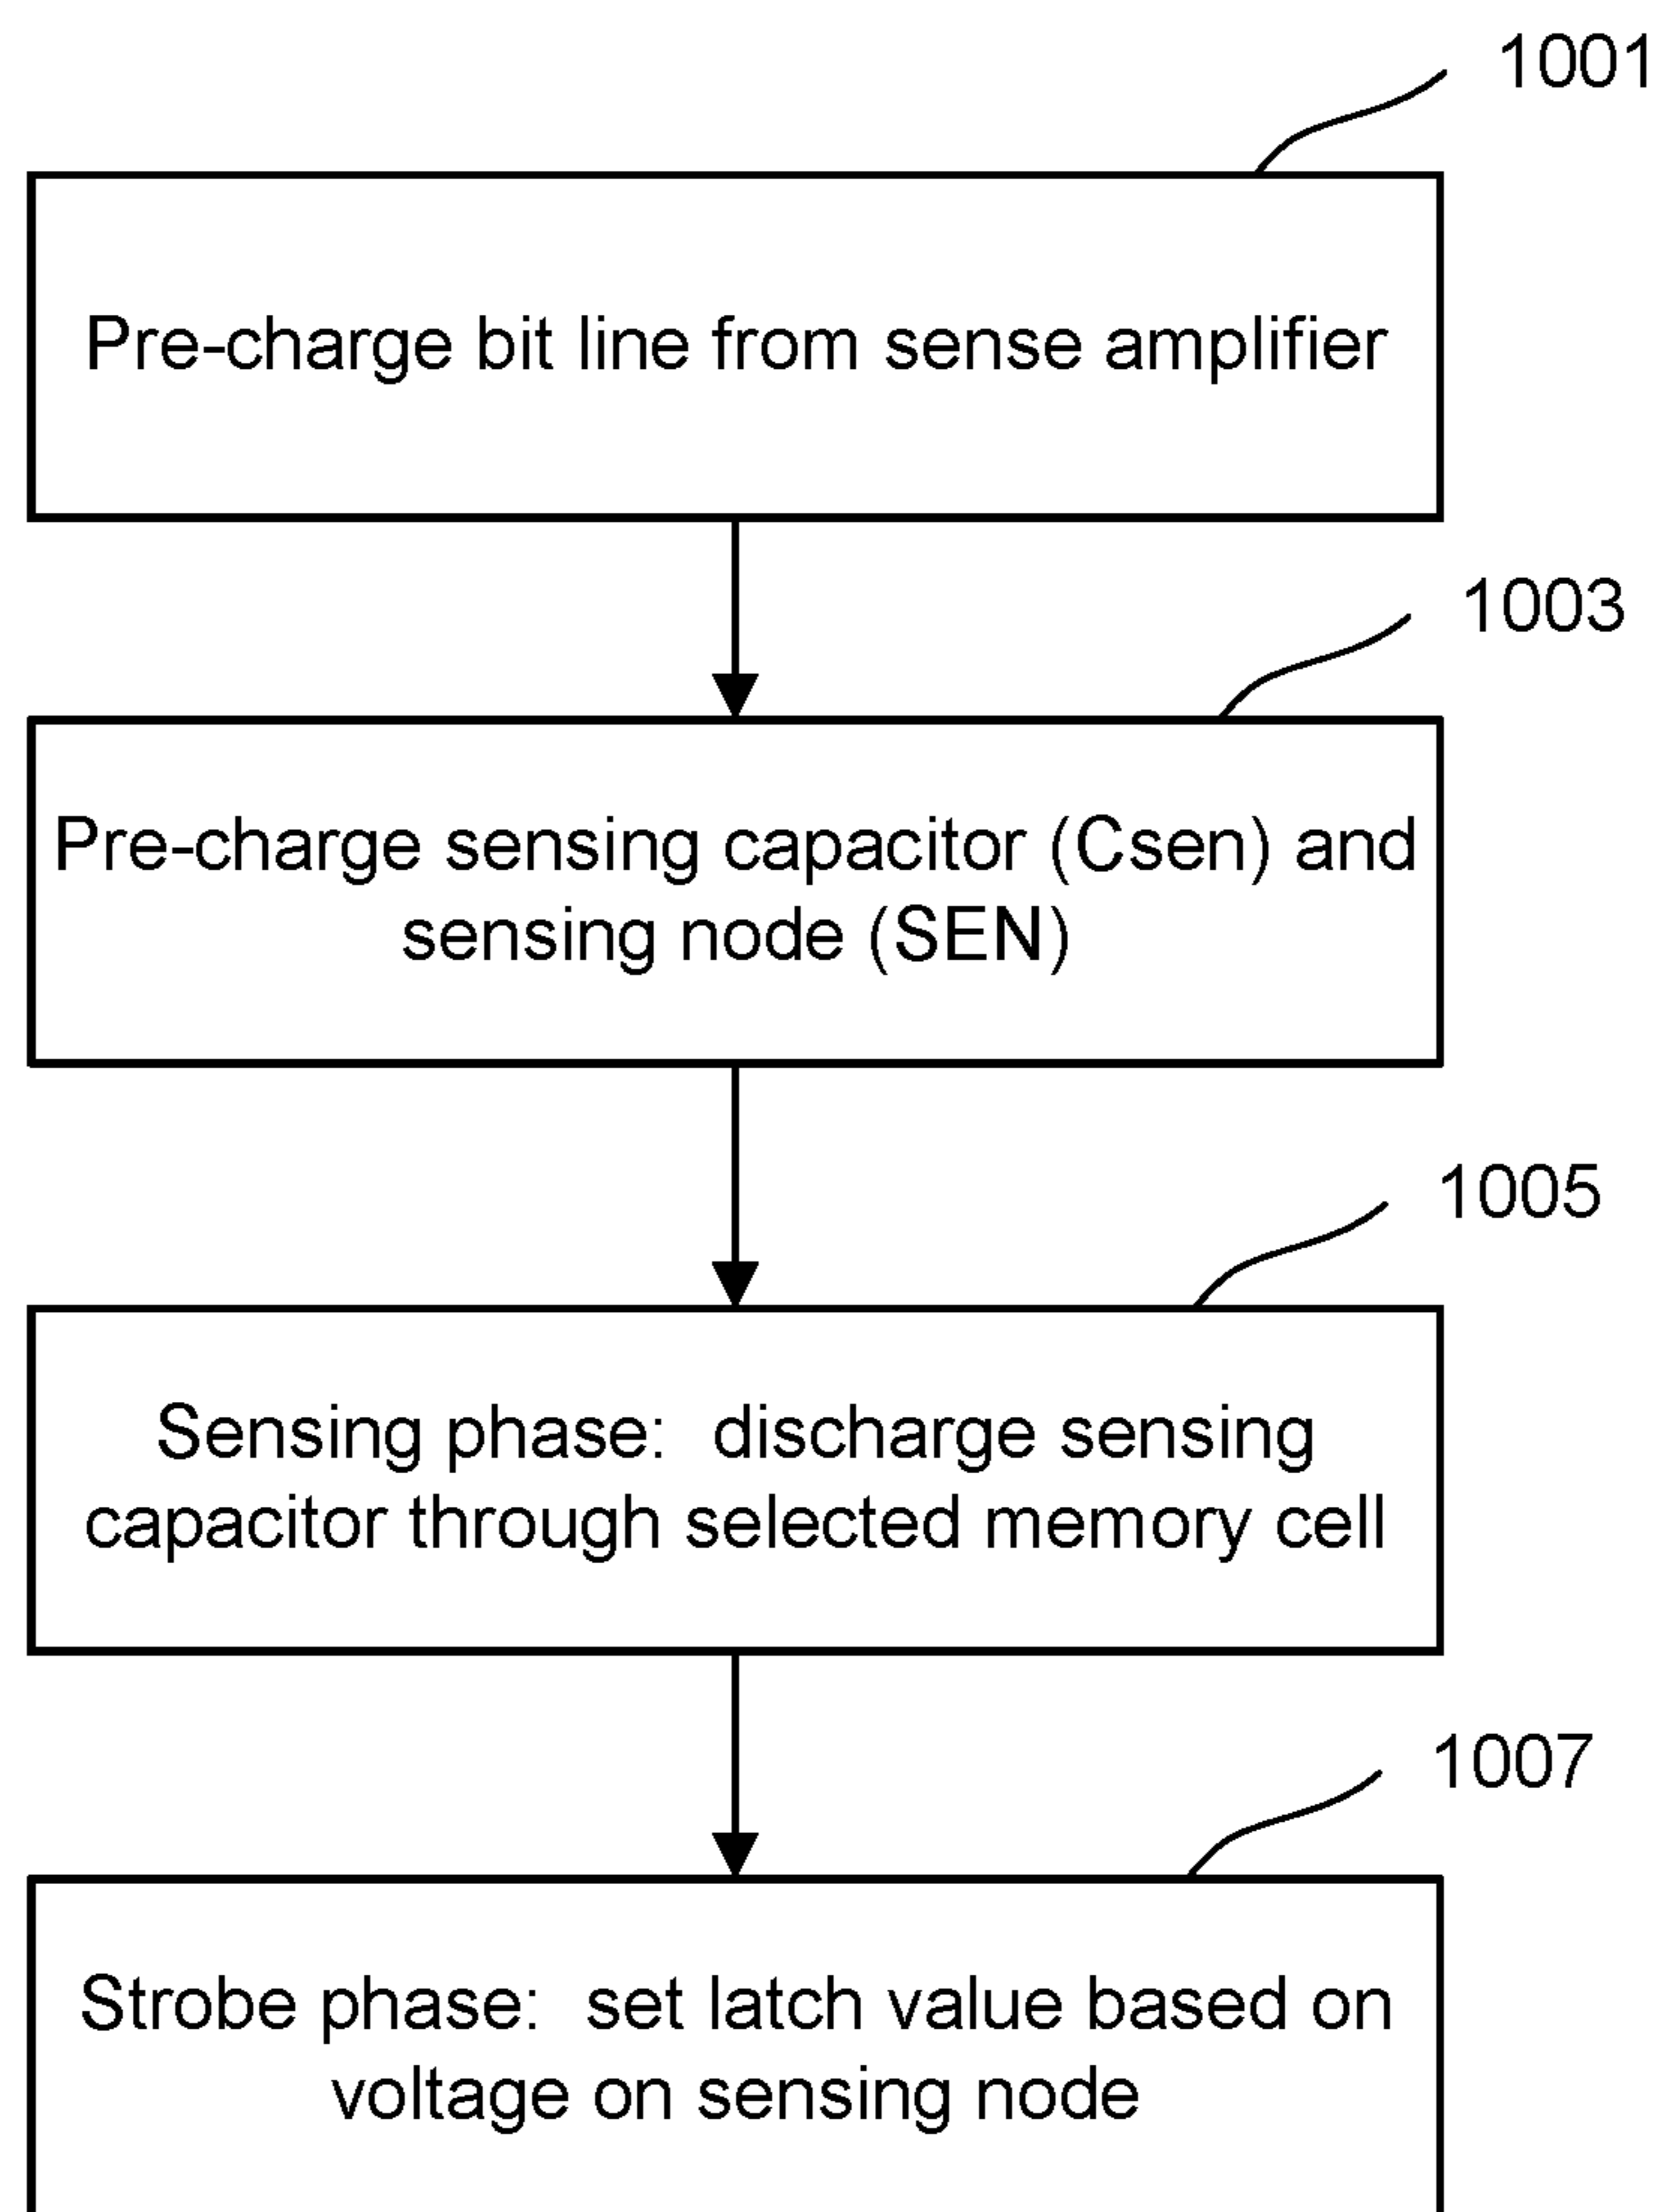 1001
Pre-charge bit line from sense amplifier
1003
Pre-charge sensing capacitor (Csen) and
sensing node (SEN)
1005
Sensing phase: discharge sensing
capacitor through selected memory cell
1007
Strobe phase: set latch value based on
voltage on sensing node